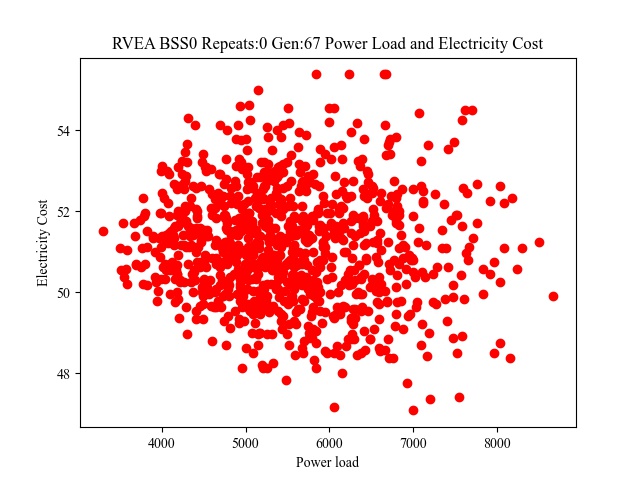 RVEA BSS0 Repeats:0 Gen:67 Power Load and Electricity Cost
54
52
50
48
Electricity Cost
4000 5000 6000 7000 8000
Power load